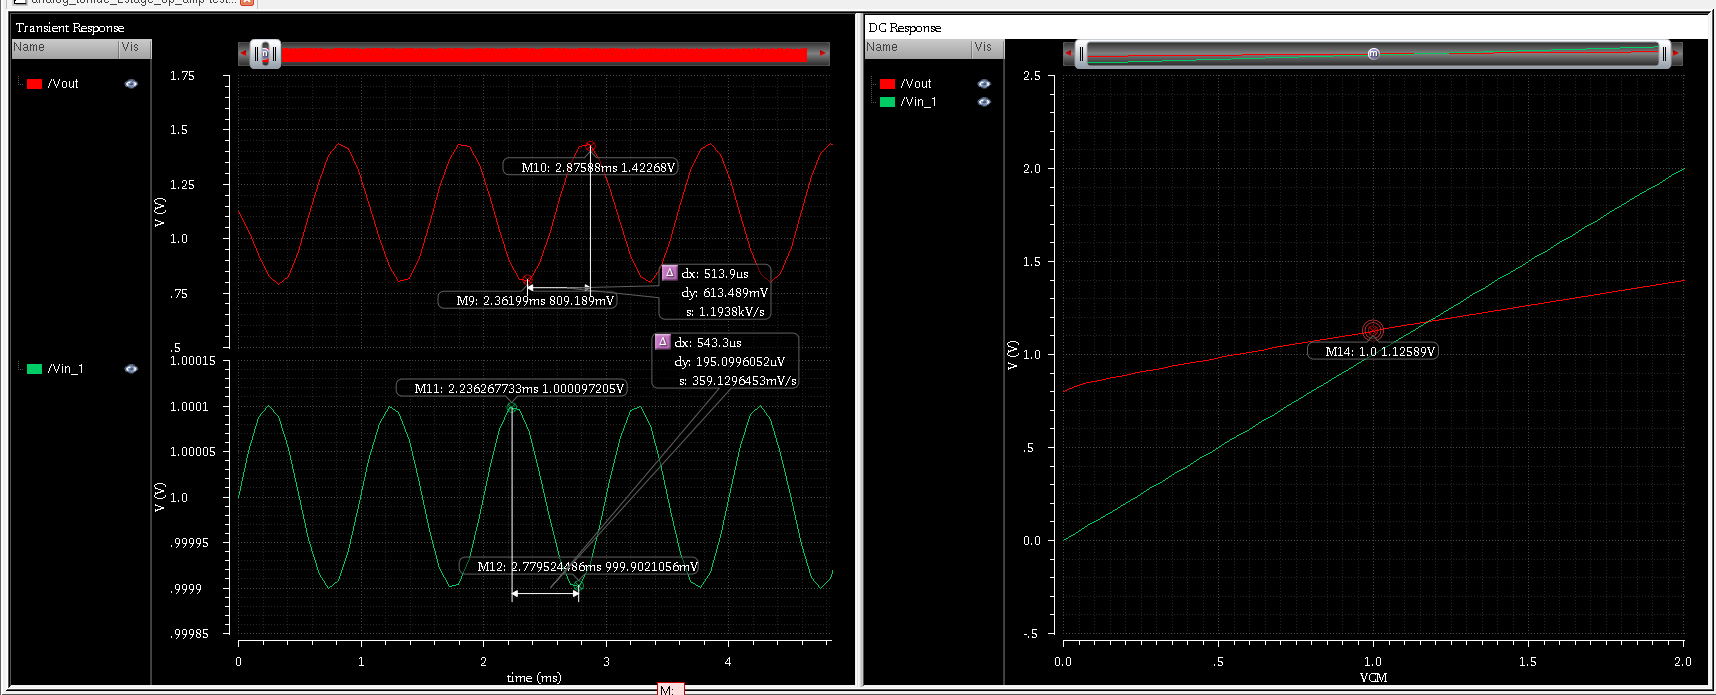 Transient Response
Name Vis
/Vout
1.75
1.5
1.25
1.0
.75
.5
V (V)
M10: 2.87588ms 1.42268V
M9: 2.36199ms 809.189mV
Δ dx: 513.9us
dy: 613.489mV
s: 1.1938kV/s
/Vin_1
1.00015
1.0001
1.00005
1.0
.99995
.9999
.99985
V (V)
Δ dx: 543.3us
dy: 195.0996052uV
s: 359.1296453mV/s
M11: 2.236267733ms 1.000097205V
M12: 2.779524486ms 999.9021056mV
0 1 2 3 4
time (ms)
M:
DC Response
Name Vis
/Vout
/Vin_1
2.5
2.0
1.5
1.0
.5
0.0
-.5
V (V)
M14: 1.0 1.12589V
0.0 .5 1.0 1.5 2.0
VCM